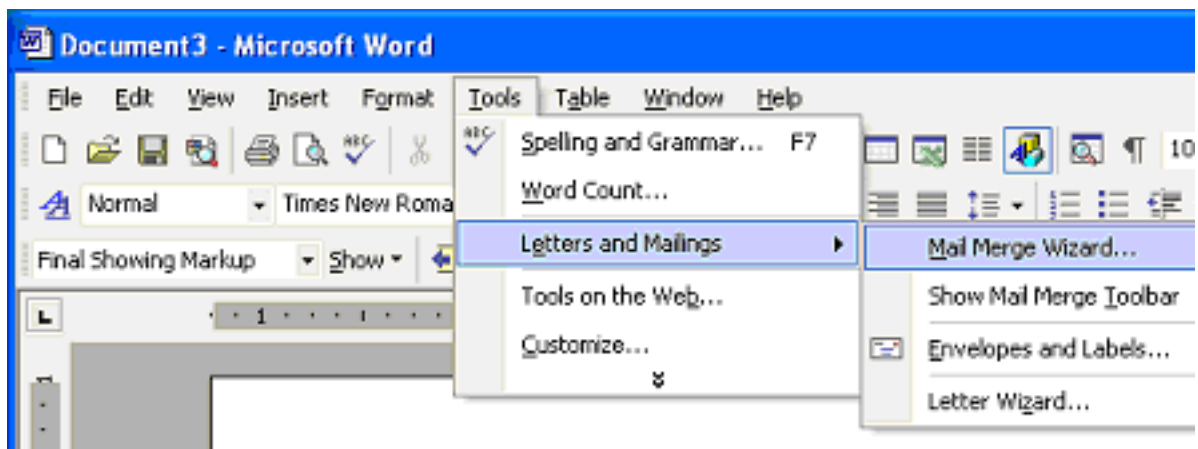 Document3 - Microsoft Word
File Edit View Insert Format Tools Table Window Help
ABC Spelling and Grammar... F7
10
Word Count...
Normal Times New Roma
Letters and Mailings Mail Merge Wizard...
Final Showing Markup Show
Tools on the Web... Show Mail Merge Toolbar
1
Customize... Envelopes and Labels...
Letter Wizard...